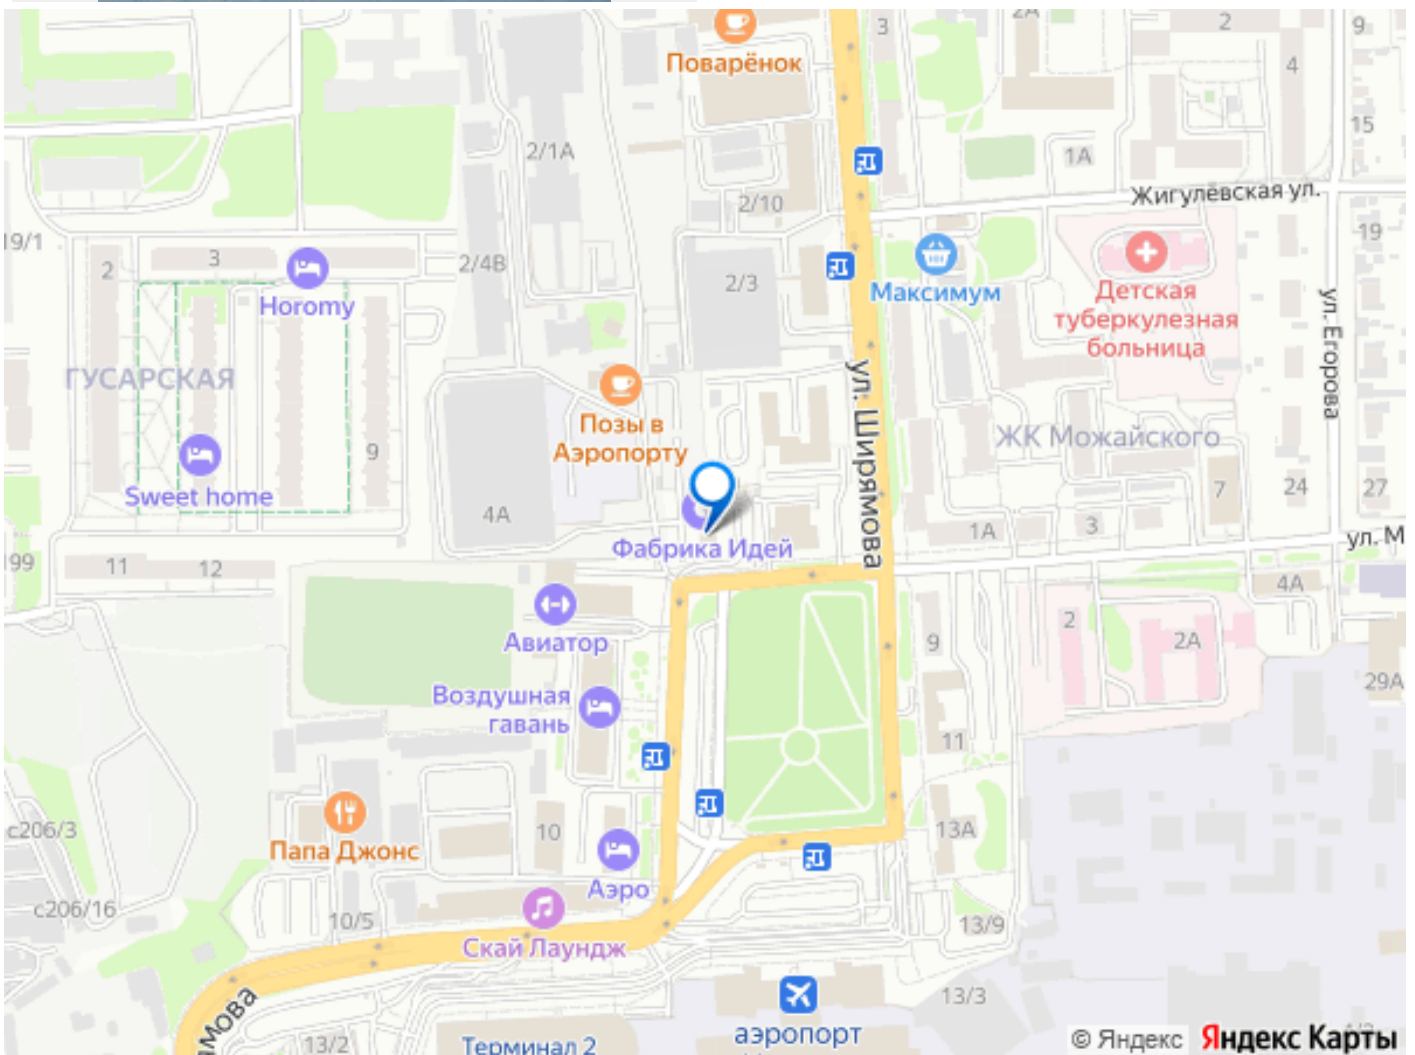 3
2А
2
9
Поварёнок
4
15
2/1А
1А
Жигулёвская ул.
2/10
19/1
2
3
2/4В
19
Horomy
2/3
Максимум
Детская
туберкулезная
больница
ул. Егорова
ГУСАРСКАЯ
Позы в
Аэропорту
ул. Ширямова
ЖК Можайского
9
Sweet home
4А
7
24
27
1А
3
Фабрика Идей
ул. М
199
11
12
4А
Авиатор
9
2
2А
29А
Воздушная
гавань
11
с206/3
Папа Джонс
10
13А
Аэро
с206/16
10/5
Скай Лаундж
13/9
13/3
13/2
Терминал 2
аэропорт
© Яндекс Яндекс Карты